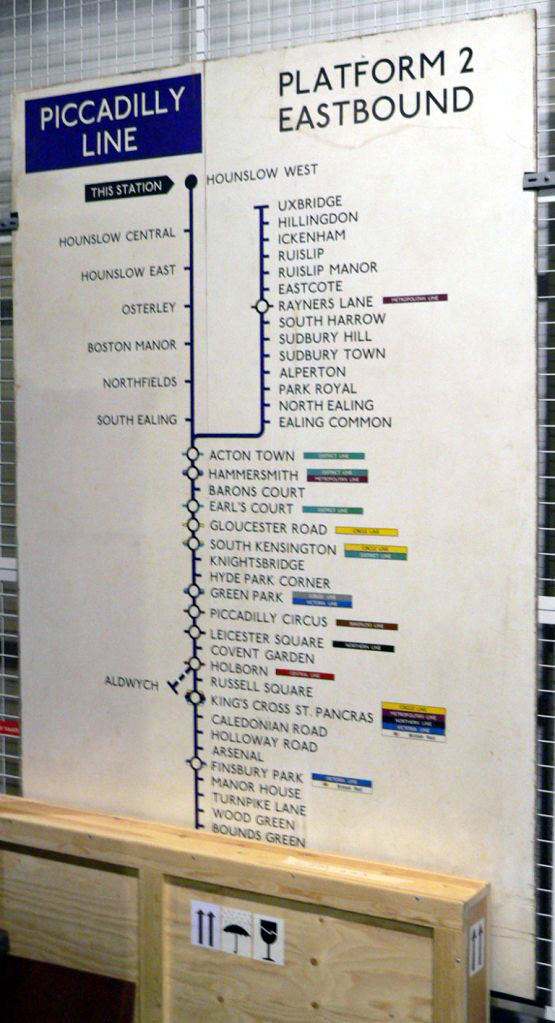 PICCADILLY
LINE
PLATFORM 2
EASTBOUND
THIS STATION
HOUNSLOW WEST
HOUNSLOW CENTRAL
HOUNSLOW EAST
OSTERLEY
BOSTON MANOR
NORTHFIELDS
SOUTH EALING
UXBRIDGE
HILLINGDON
ICKENHAM
RUISLIP
RUISLIP MANOR
EASTCOTE
RAYNERS LANE METROPOLITAN LINE
SOUTH HARROW
SUDBURY HILL
SUDBURY TOWN
ALPERTON
PARK ROYAL
NORTH EALING
EALING COMMON
ACTON TOWN DISTRICT LINE
HAMMERSMITH DISTRICT LINE
METROPOLITAN LINE
BARONS COURT
EARL'S COURT DISTRICT LINE
GLOUCESTER ROAD CIRCLE LINE
SOUTH KENSINGTON CIRCLE LINE
DISTRICT LINE
KNIGHTSBRIDGE
HYDE PARK CORNER
GREEN PARK
VICTORIA LINE
PICCADILLY CIRCUS BAKERLOO LINE
LEICESTER SQUARE NORTHERN LINE
COVENT GARDEN
HOLBORN CENTRAL LINE
ALDWYCH
RUSSELL SQUARE
KING'S CROSS ST. PANCRAS CIRCLE LINE
METROPOLITAN LINE
NORTHERN LINE
VICTORIA LINE
British Rail
CALEDONIAN ROAD
HOLLOWAY ROAD
ARSENAL
FINSBURY PARK VICTORIA LINE
British Rail
MANOR HOUSE
TURNPIKE LANE
WOOD GREEN
BOUNDS GREEN